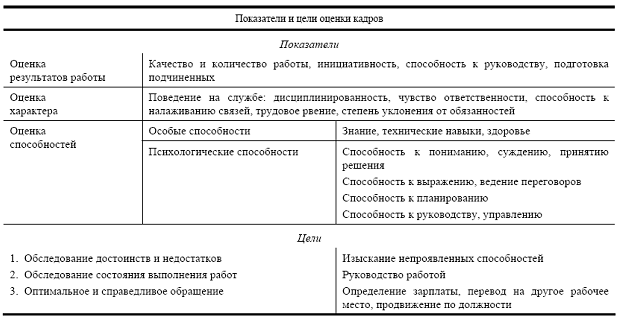 Показатели и цели оценки кадров
Показатели
Оценка
результатов работы
Качество и количество работы, инициативность, способность к руководству, подготовка
подчиненных
Оценка
характера
Поведение на службе: дисциплинированность, чувство ответственности, способность к
налаживанию связей, трудовое рвение, степень уклонения от обязанностей
Оценка
способностей
Особые способности
Знание, технические навыки, здоровье
Психологические способности
Способность к пониманию, суждению, принятию
решения
Способность к выражению, ведение переговоров
Способность к планированию
Способность к руководству, управлению
Цели
1. Обследование достоинств и недостатков
Изыскание непроявленных способностей
2. Обследование состояния выполнения работ
Руководство работой
3. Оптимальное и справедливое обращение
Определение зарплаты, перевод на другое рабочее
место, продвижение по должности